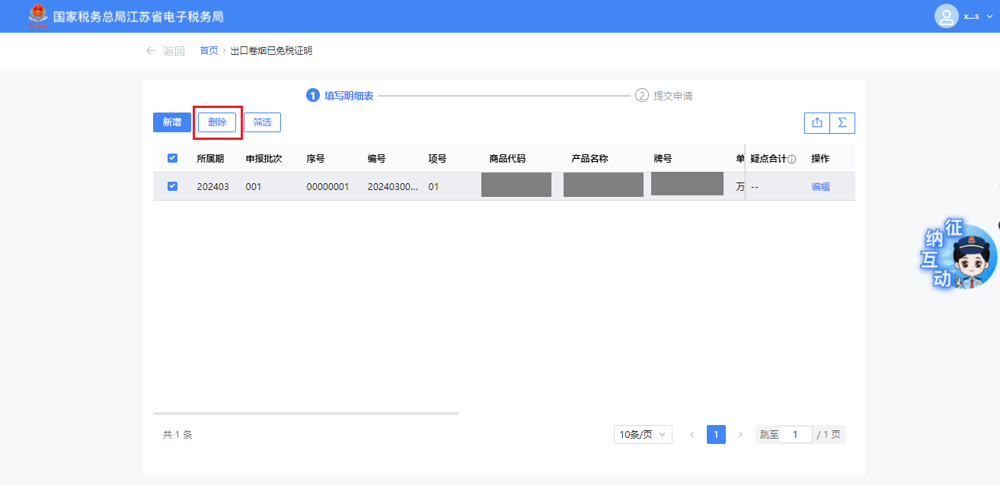 国家税务总局江苏省电子税务局
x...s
返回 首页 › 出口卷烟已免税证明
1 填写明细表 2 提交申请
新增 删除 筛选
所属期 申报批次 序号 编号 项号 商品代码 产品名称 牌号 单 疑点合计 操作
202403 001 00000001 20240300... 01 万 -- 编辑
征
纳
互
动
共 1 条 10条/页 ‹ 1 › 跳至 1 / 1 页